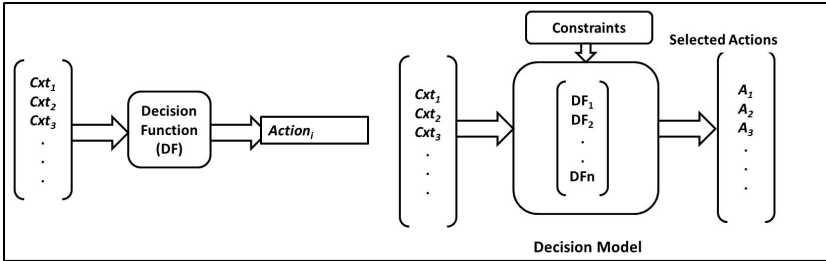 Cxt1
Cxt2
Cxt3
.
.
.
Decision
Function
(DF)
Actioni
Constraints
Cxt1
Cxt2
Cxt3
.
.
.
DF1
DF2
.
.
DFn
Decision Model
Selected Actions
A1
A2
A3
.
.
.